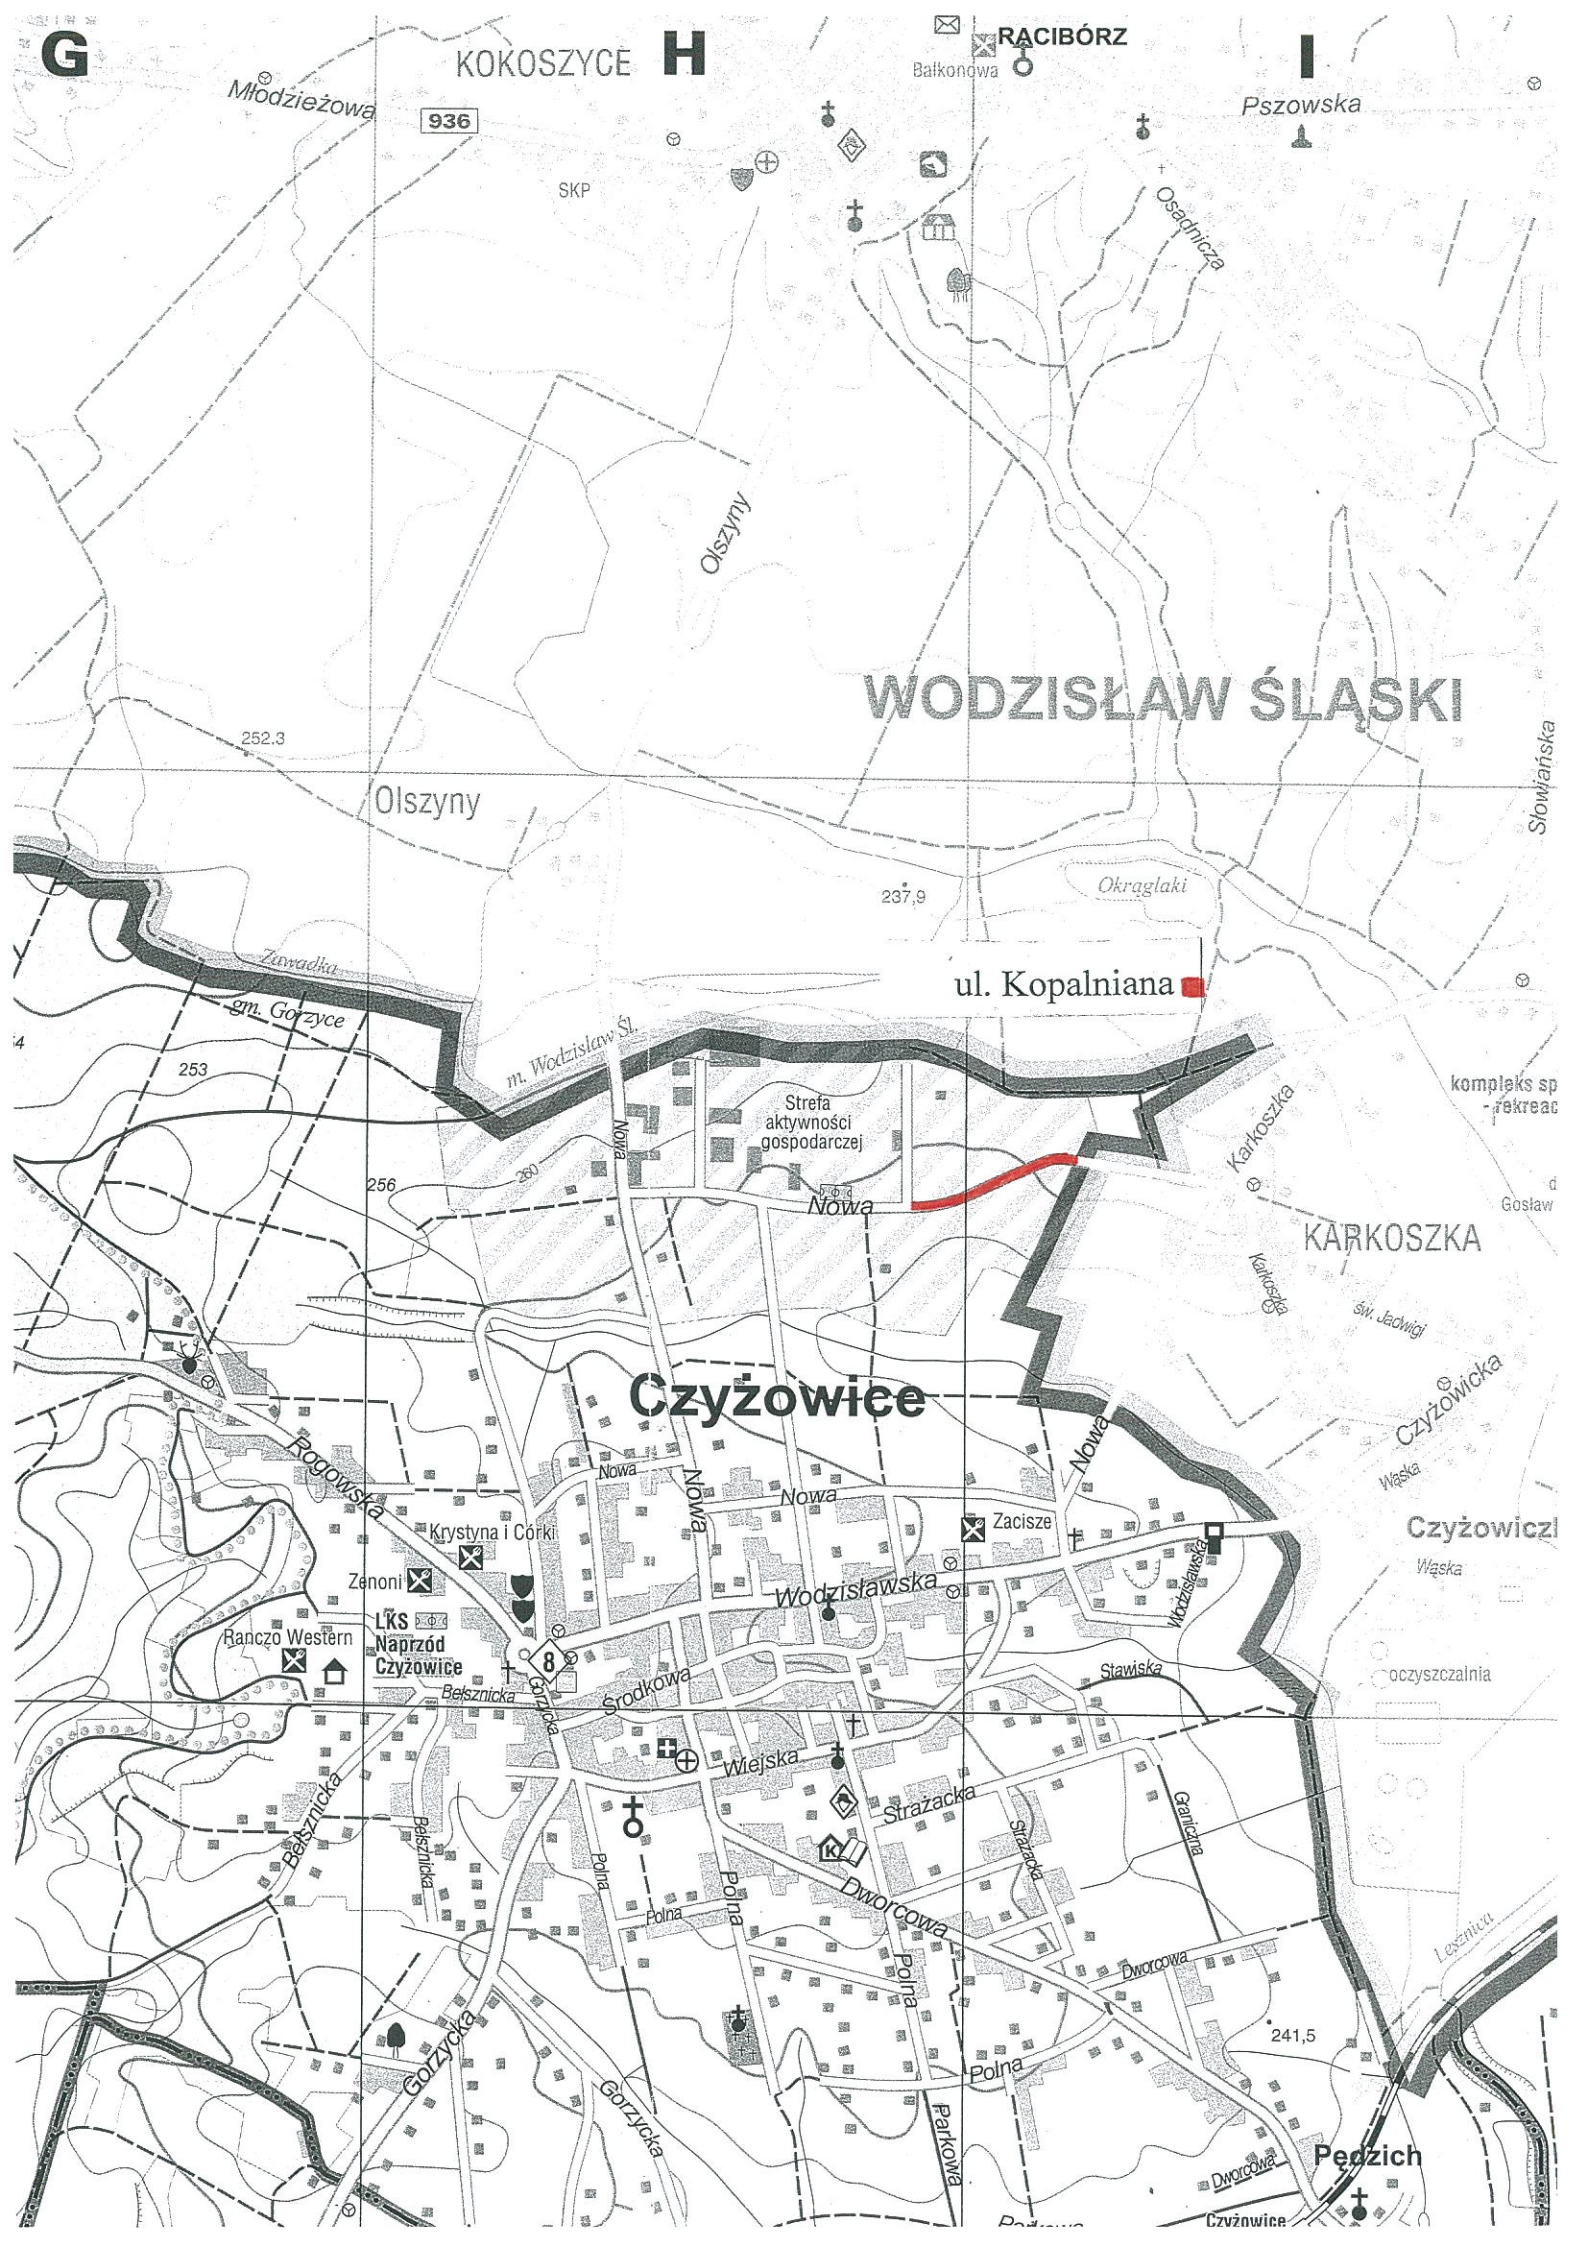 G
KOKOSZYCE
H
RACIBÓRZ
Bałkonowa
I
Młodzieżowa
936
Pszowska
SKP
Osadnicza
Olszyny
WODZISŁAW ŚLĄSKI
252.3
Słowiańska
Olszyny
237,9
Okrąglaki
Zawadka
gm. Gorzyce
ul. Kopalniana
m. Wodzisław Śl.
253
kompleks sp
- rekreac
Strefa
aktywności
gospodarczej
Nowa
Karkoszka
260
256
Nowa
d
Gosław
KARKOSZKA
Karkoszka
św. Jadwigi
Czyżowice
Czyżowicka
Nowa
Rogowska
Nowa
Nowa
Nowa
Wąska
Krystyna i Córki
Zacisze
Czyżowiczk
Zenoni
Wodzisławska
Wodzisławska
Wąska
LKS
Naprzód
Czyżowice
Ranczo Western
8
Środkowa
Stawiska
oczyszczalnia
Bełsznicka
Gorzycka
Wiejska
Strażacka
Graniczna
Bełsznicka
Bełsznicka
Strażacka
K
Polna
Polna
Polna
Dworcowa
Lesznica
Dworcowa
Polna
241,5
Gorzycka
Gorzycka
Polna
Parkowa
Pędzich
Dworcowa
Czyżowice
Parkowa